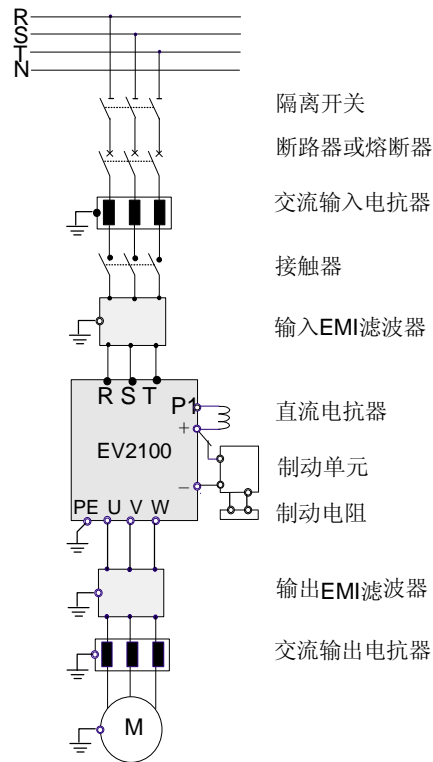 R
S
T
N
隔离开关
断路器或熔断器
交流输入电抗器
接触器
输入EMI滤波器
R S T
P1
直流电抗器
+
EV2100
制动单元
−
PE U V W
制动电阻
输出EMI滤波器
交流输出电抗器
M